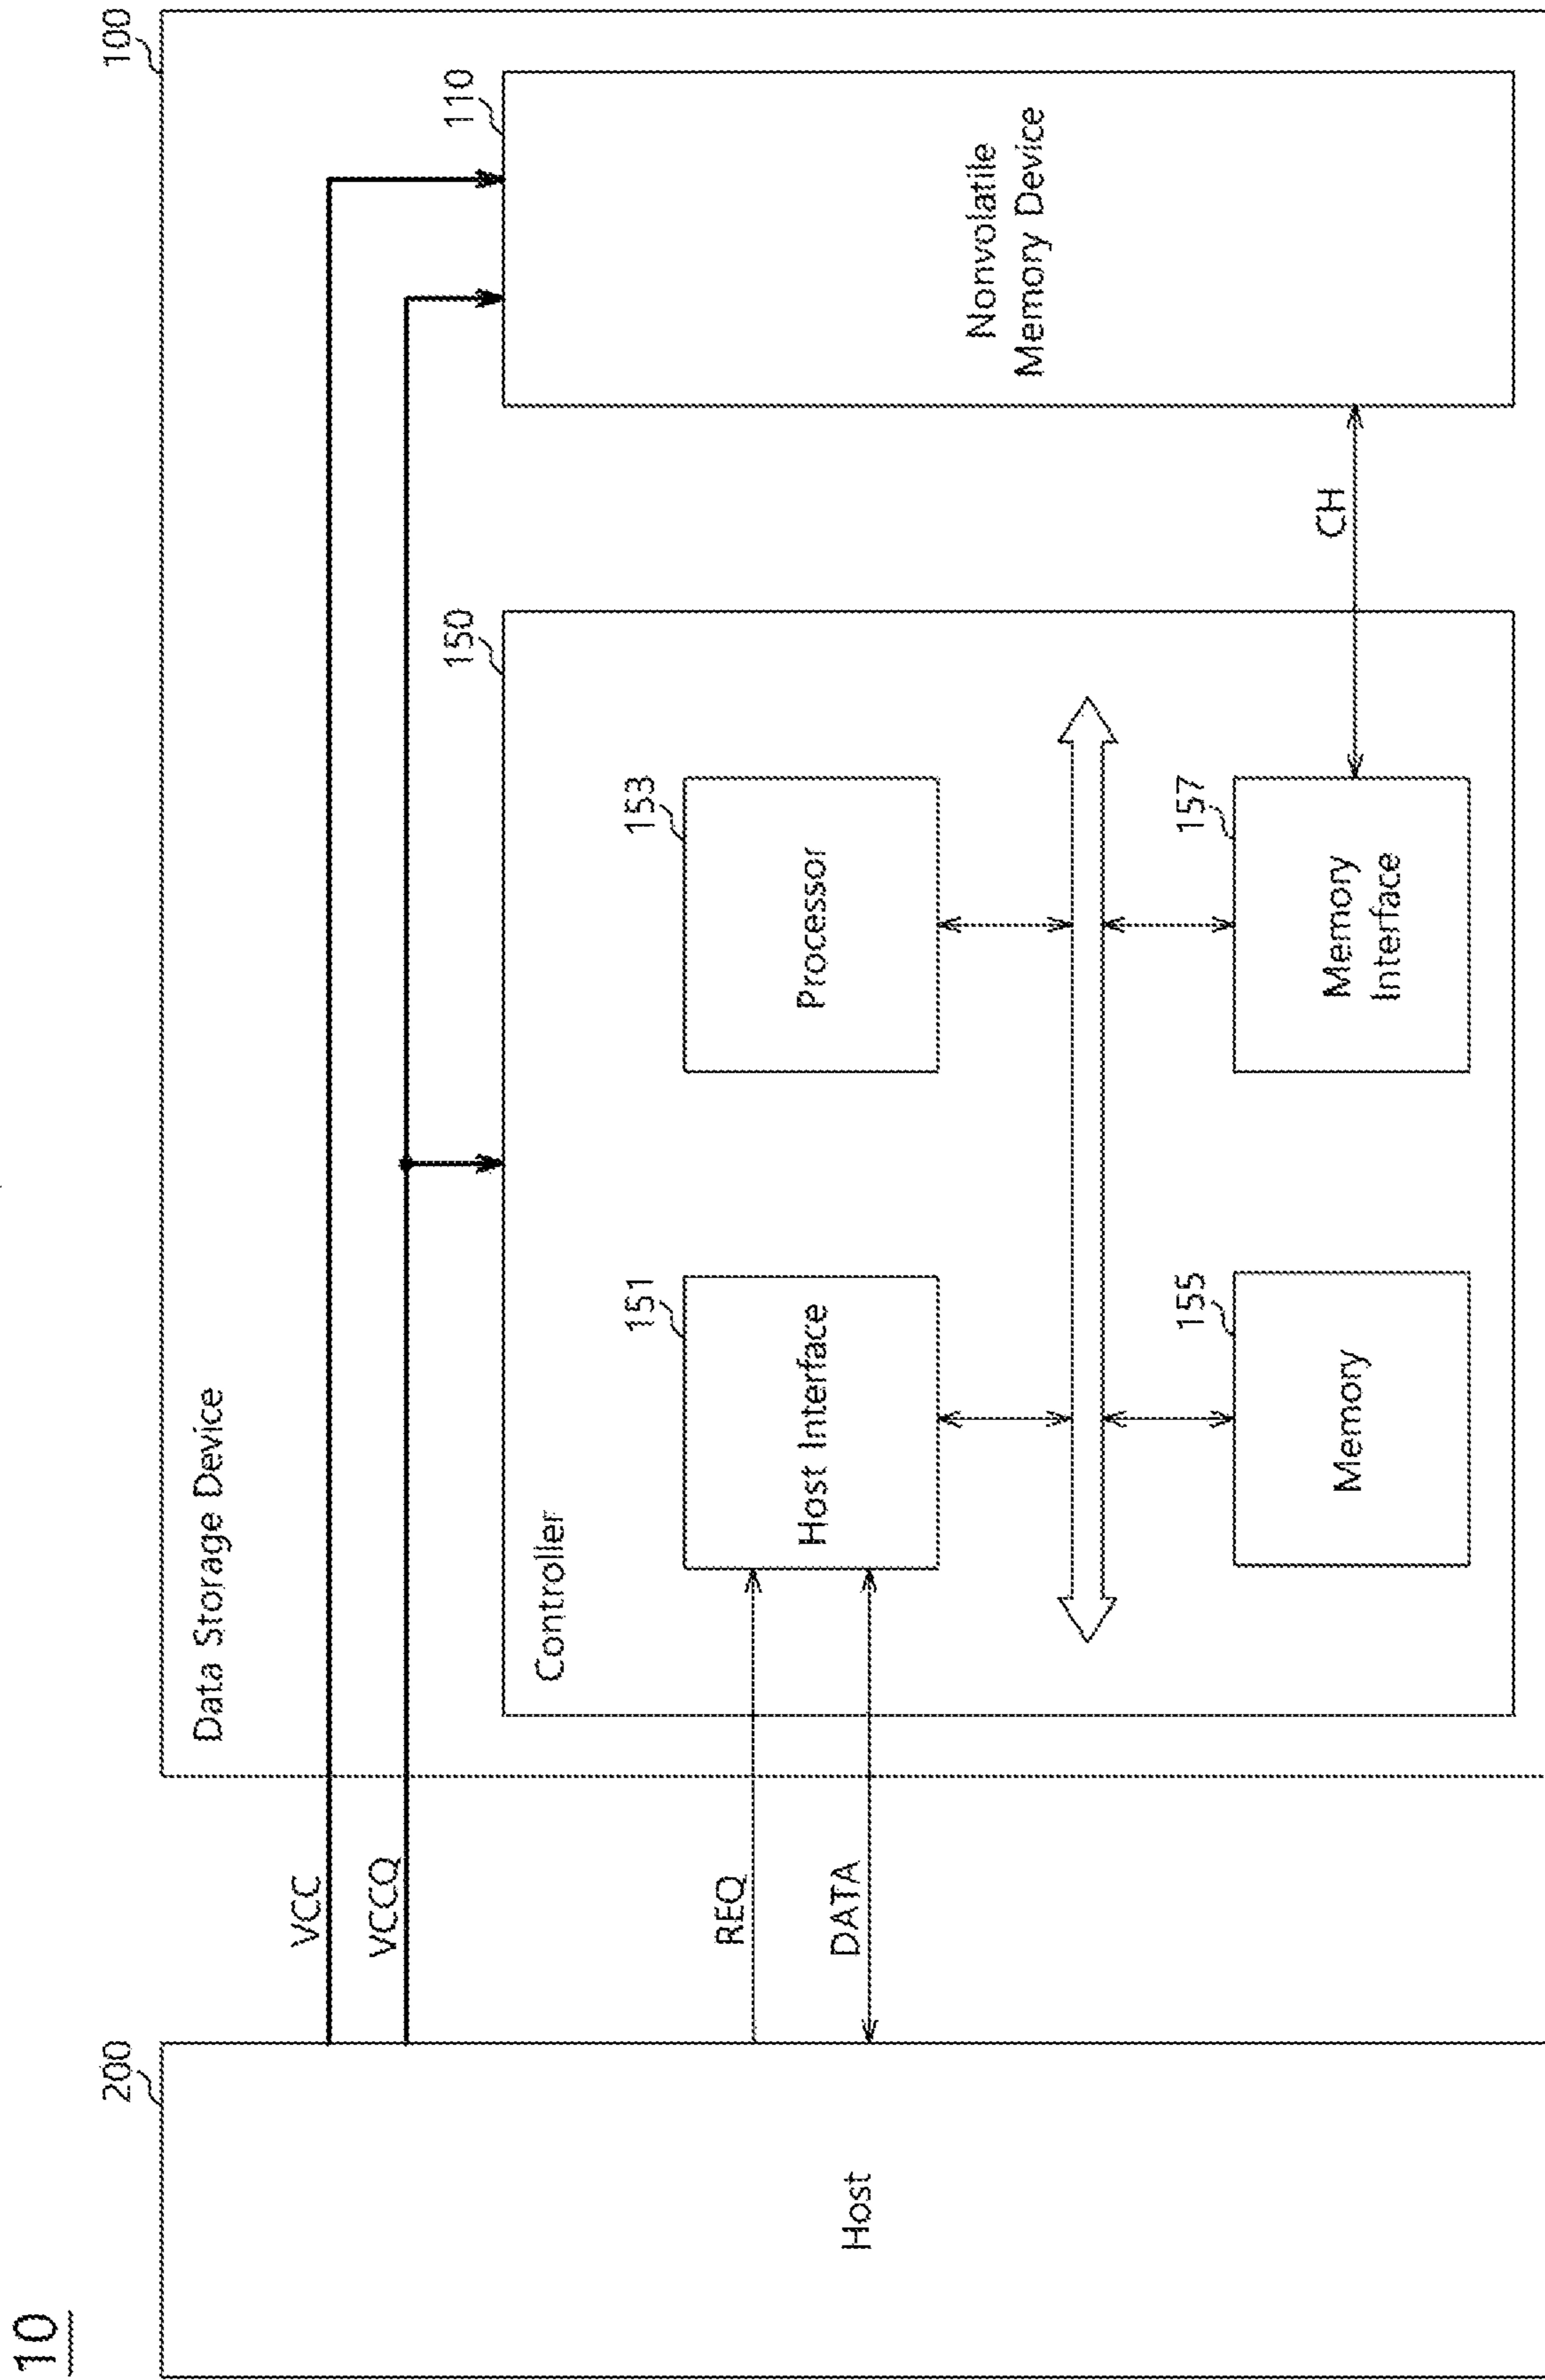 10
200
Host
VCC
VCCQ
REQ
DATA
100
Data Storage Device
150
Controller
151
Host Interface
153
Processor
155
Memory
157
Memory
Interface
CH
110
Nonvolatile
Memory Device